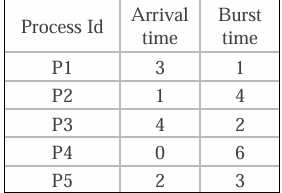 Process Id Arrival time Burst time
P1 3 1
P2 1 4
P3 4 2
P4 0 6
P5 2 3